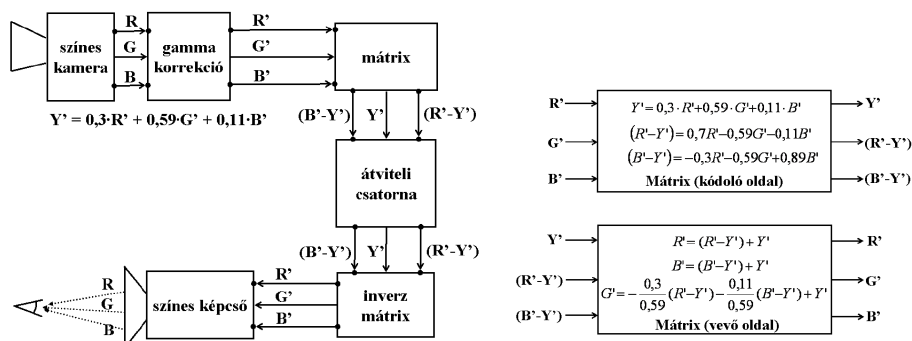 R
G
B
színes
kamera
gamma
korrekció
R’
G’
B’
mátrix
Y’ = 0,3·R’ + 0,59·G’ + 0,11·B’
(B’-Y’) Y’ (R’-Y’)
átviteli
csatorna
(B’-Y’) Y’ (R’-Y’)
inverz
mátrix
R’
G’
B’
színes képcső
R
G
B
R’
G’
B’
Y'= 0,3· R'+0,59· G'+0,11· B'
(R'−Y')= 0,7R'−0,59G'−0,11B'
(B'−Y')= −0,3R'−0,59G'+0,89B'
Mátrix (kódoló oldal)
Y’
(R’-Y’)
(B’-Y’)
Y’
(R’-Y’)
(B’-Y’)
R'= (R'−Y')+ Y'
B'= (B'−Y')+ Y'
G'= −0,3/0,59(R'−Y')−0,11/0,59(B'−Y')+Y'
Mátrix (vevő oldal)
R’
G’
B’